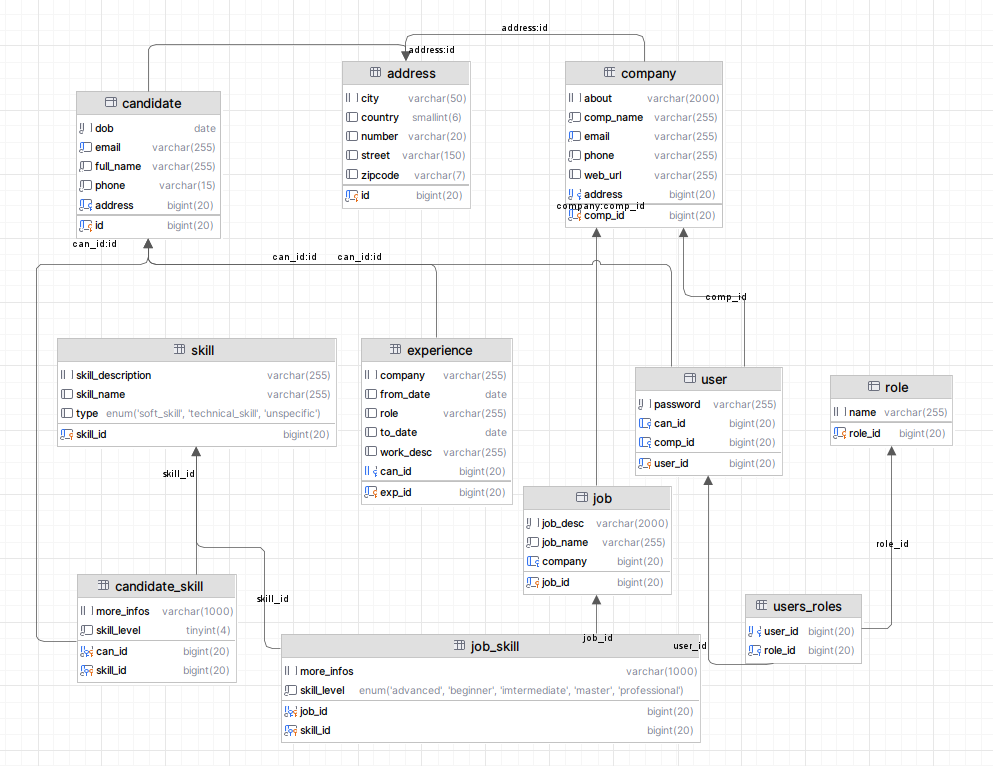 address:id
address:id
candidate
dob date
email varchar(255)
full_name varchar(255)
phone varchar(15)
address bigint(20)
id bigint(20)
address
city varchar(50)
country smallint(6)
number varchar(20)
street varchar(150)
zipcode varchar(7)
id bigint(20)
company
about varchar(2000)
comp_name varchar(255)
email varchar(255)
phone varchar(255)
web_url varchar(255)
address bigint(20)
company:comp_id
comp_id bigint(20)
can_id:id
can_id:id
can_id:id
comp_id
skill
skill_description varchar(255)
skill_name varchar(255)
type enum('soft_skill', 'technical_skill', 'unspecific')
skill_id bigint(20)
experience
company varchar(255)
from_date date
role varchar(255)
to_date date
work_desc varchar(255)
can_id bigint(20)
exp_id bigint(20)
user
password varchar(255)
can_id bigint(20)
comp_id bigint(20)
user_id bigint(20)
role
name varchar(255)
role_id bigint(20)
skill_id
job
job_desc varchar(2000)
job_name varchar(255)
company bigint(20)
job_id bigint(20)
role_id
candidate_skill
more_infos varchar(1000)
skill_level tinyint(4)
can_id bigint(20)
skill_id bigint(20)
skill_id
users_roles
user_id bigint(20)
role_id bigint(20)
job_id
user_id
job_skill
more_infos varchar(1000)
skill_level enum('advanced', 'beginner', 'imtermediate', 'master', 'professional')
job_id bigint(20)
skill_id bigint(20)